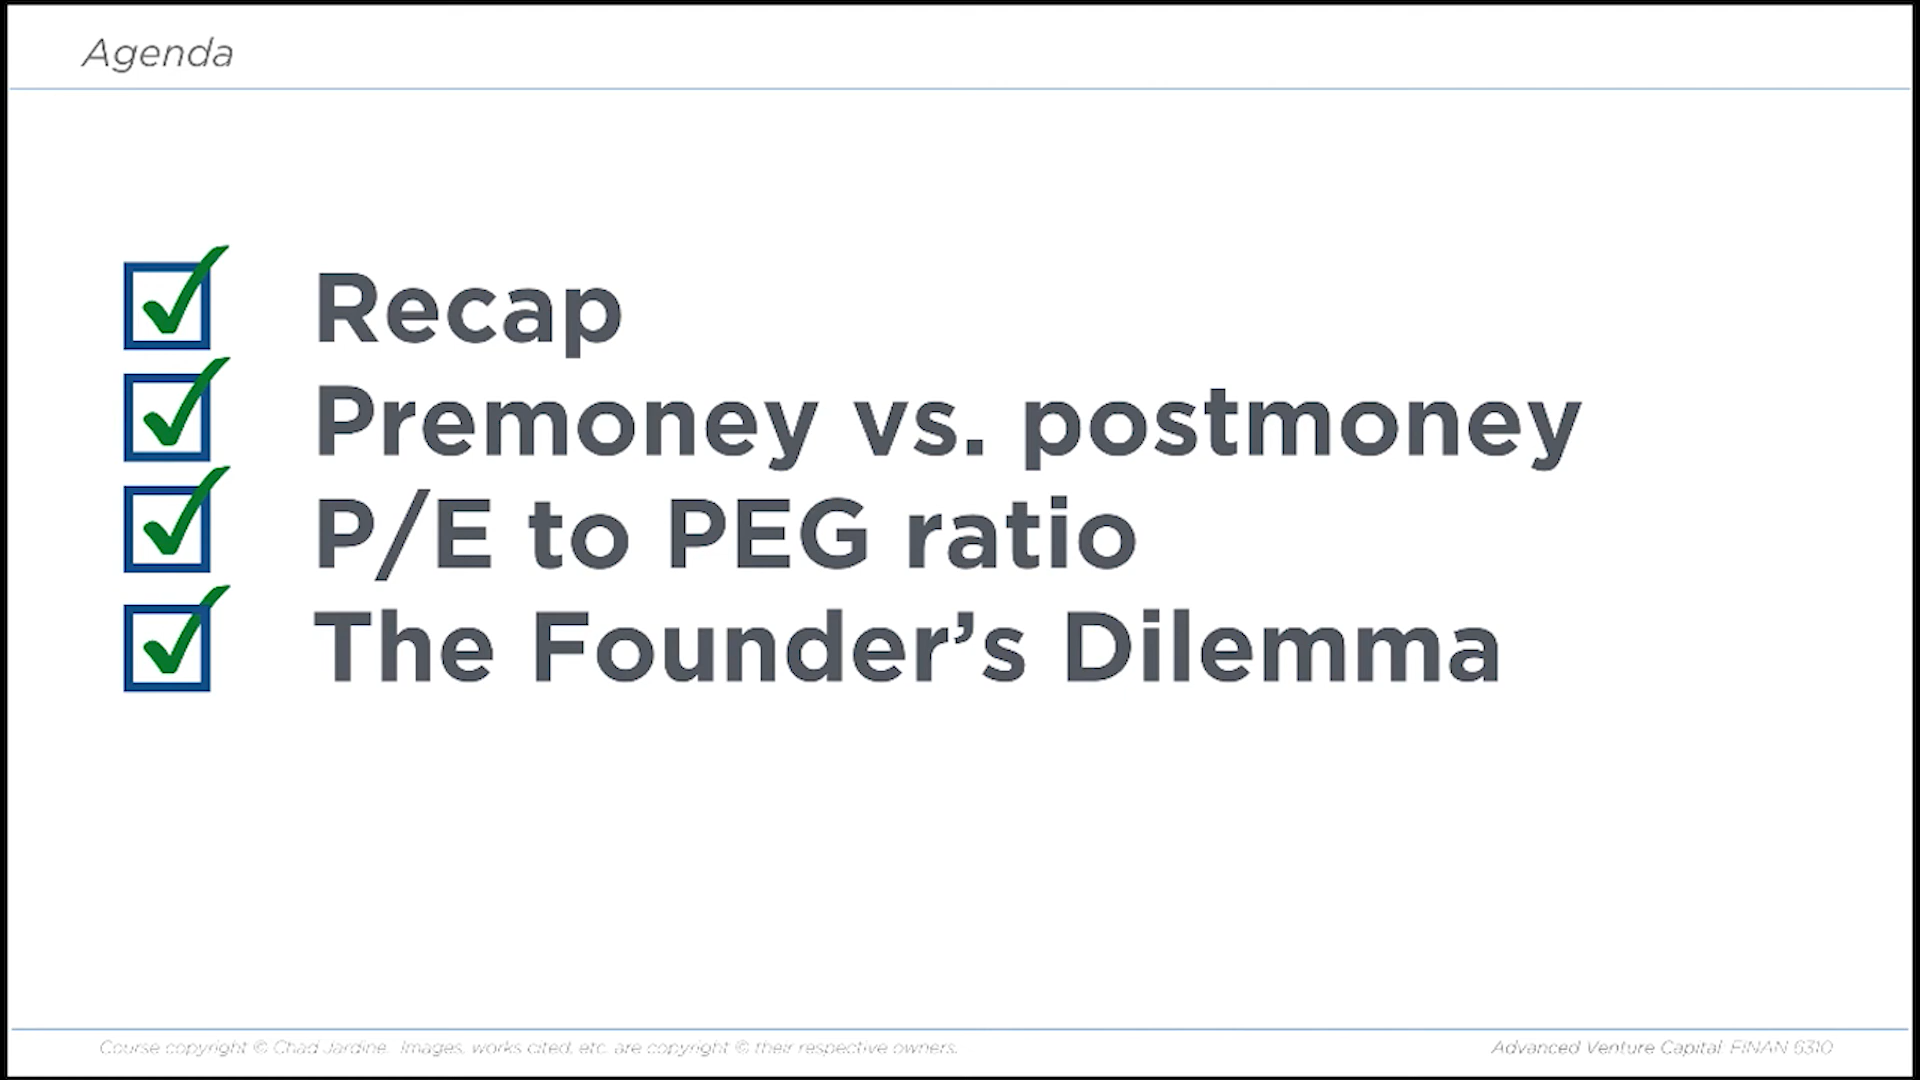 Agenda
Recap
Premoney vs. postmoney
P/E to PEG ratio
The Founder’s Dilemma
Course copyright © Chad Jardine. Images, works cited, etc. are copyright © their respective owners.
Advanced Venture Capital FINAN 6310